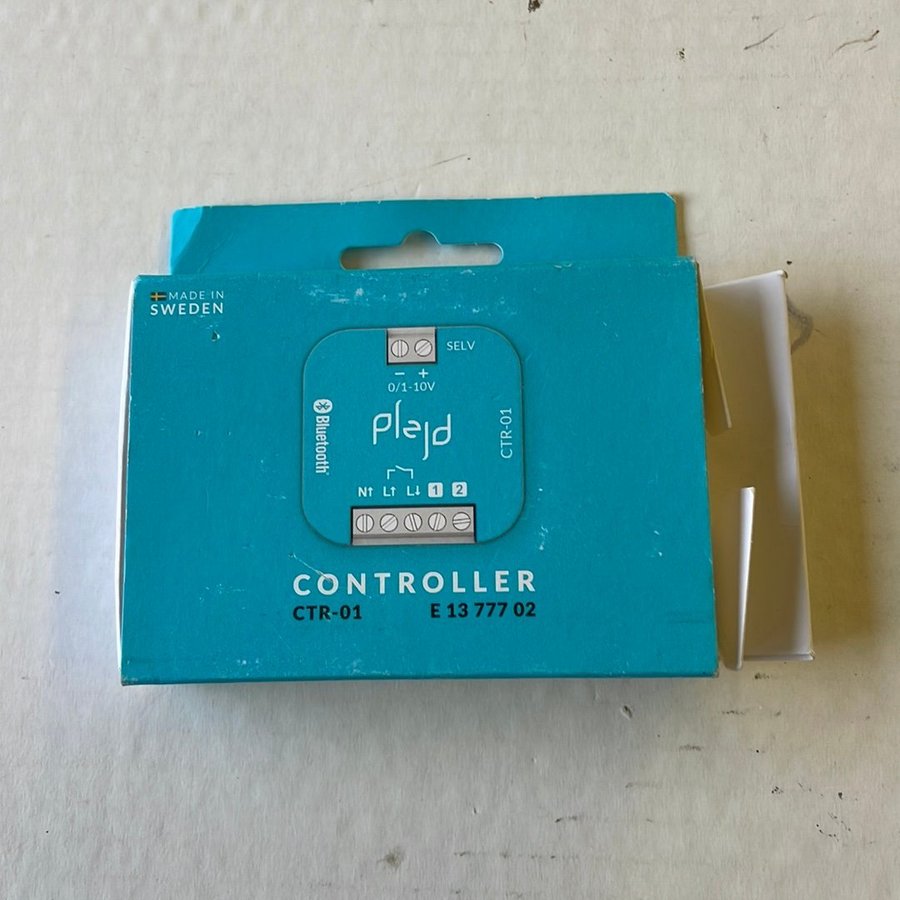 MADE IN
SWEDEN
SELV
− +
0/1-10V
Bluetooth
plejd
CTR-01
N↑ L↑ L↓ 1 2
CONTROLLER
CTR-01 E 13 777 02